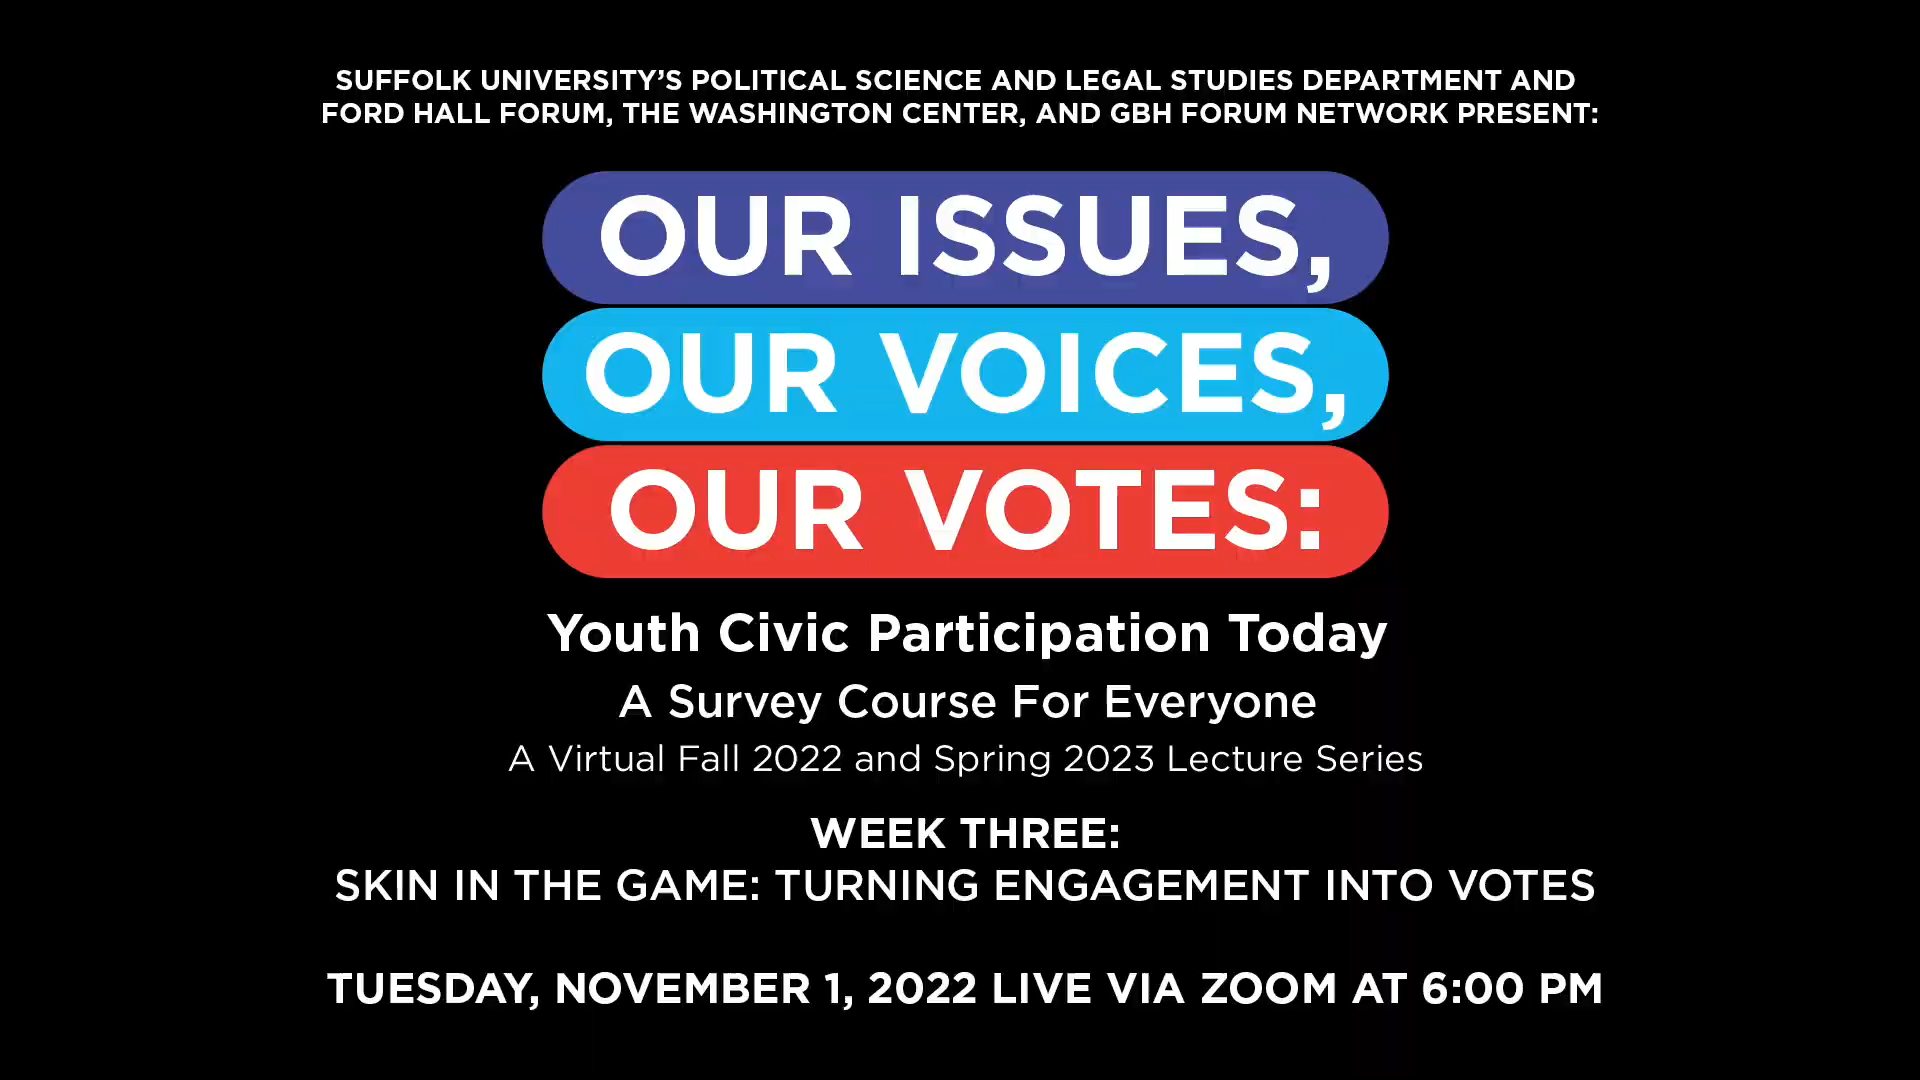 SUFFOLK UNIVERSITY’S POLITICAL SCIENCE AND LEGAL STUDIES DEPARTMENT AND
FORD HALL FORUM, THE WASHINGTON CENTER, AND GBH FORUM NETWORK PRESENT:
OUR ISSUES,
OUR VOICES,
OUR VOTES:
Youth Civic Participation Today
A Survey Course For Everyone
A Virtual Fall 2022 and Spring 2023 Lecture Series
WEEK THREE:
SKIN IN THE GAME: TURNING ENGAGEMENT INTO VOTES
TUESDAY, NOVEMBER 1, 2022 LIVE VIA ZOOM AT 6:00 PM